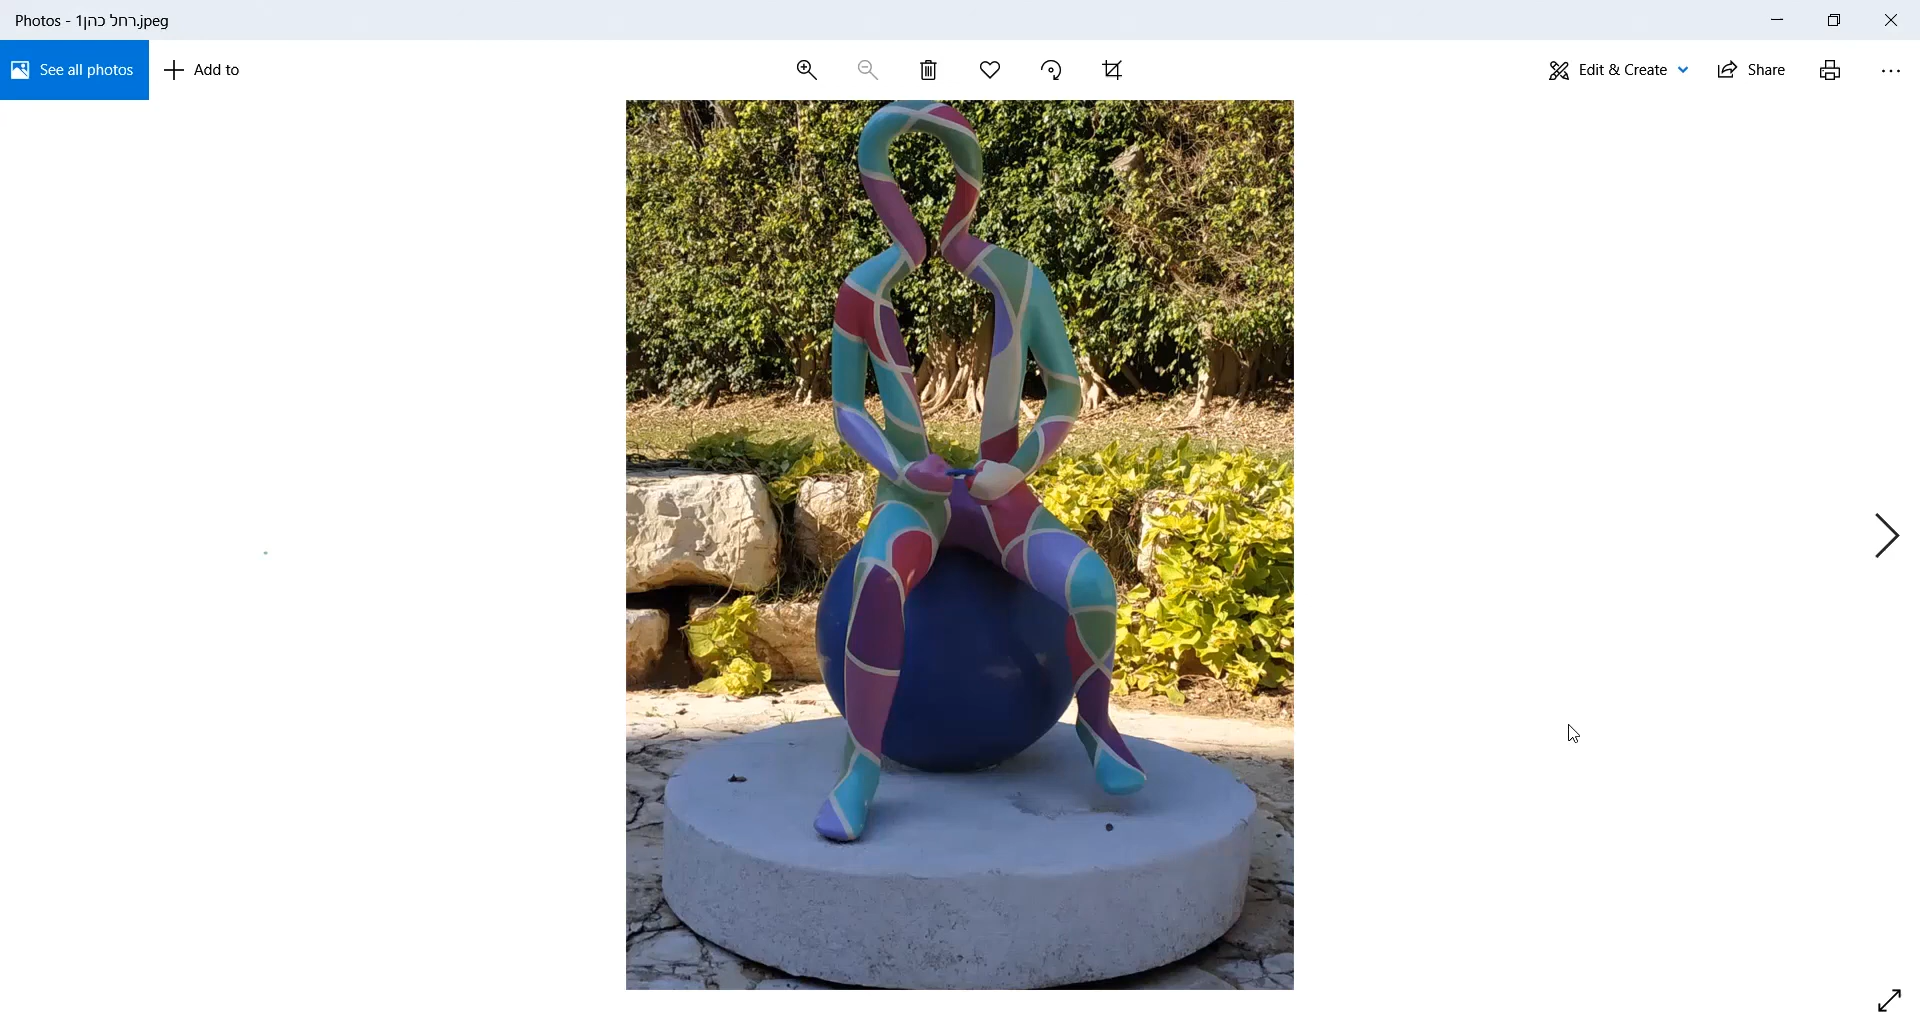 Photos - רחל כהן1.jpeg
See all photos
Add to
Edit & Create
Share